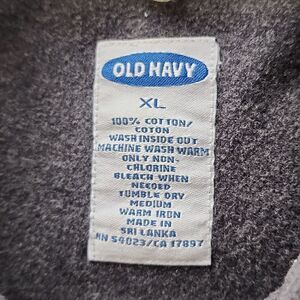 OLD NAVY
XL
100% COTTON/
COTON
WASH INSIDE OUT
MACHINE WASH WARM
ONLY NON-
CHLORINE
BLEACH WHEN
NEEDED
TUMBLE DRY
MEDIUM
WARM IRON
MADE IN
SRI LANKA
RN 54023/CA 17897